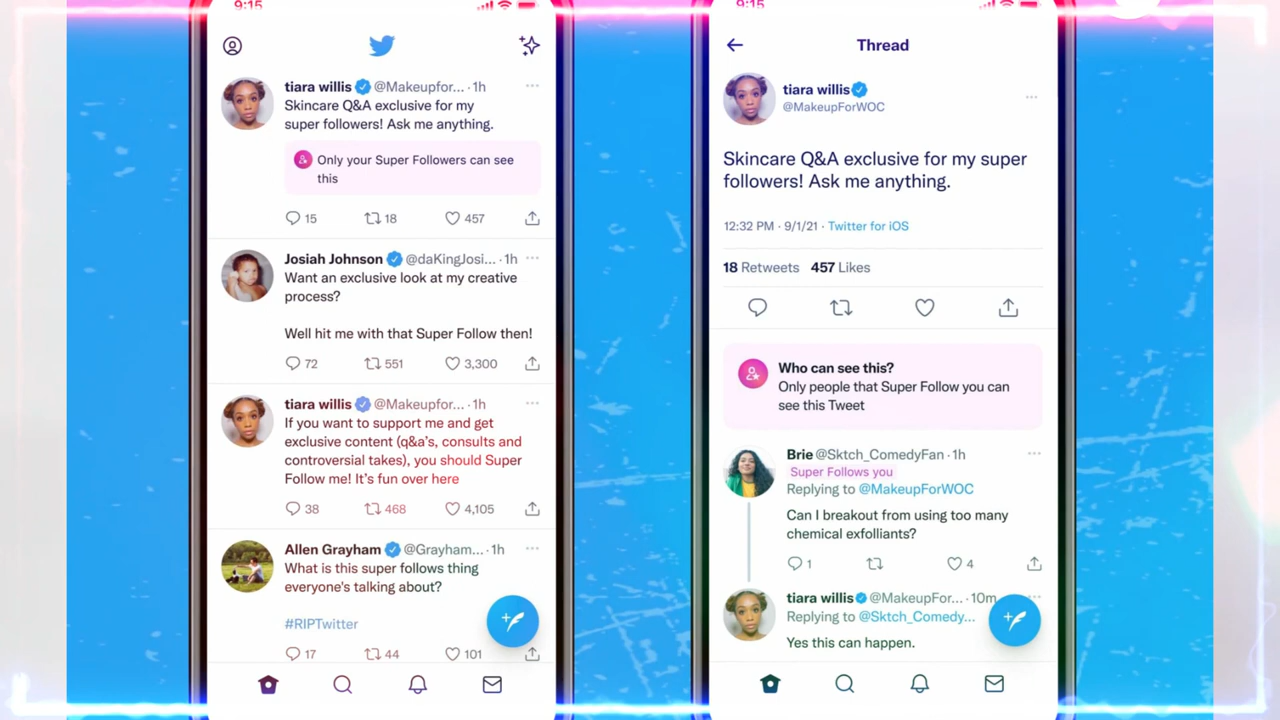 9:15
tiara willis @Makeupfor... · 1h
Skincare Q&A exclusive for my
super followers! Ask me anything.
Only your Super Followers can see
this
15 18 457
Josiah Johnson @daKingJosi... · 1h
Want an exclusive look at my creative
process?
Well hit me with that Super Follow then!
72 551 3,300
tiara willis @Makeupfor... · 1h
If you want to support me and get
exclusive content (q&a's, consults and
controversial takes), you should Super
Follow me! It's fun over here
38 468 4,105
Allen Grayham @Grayham... · 1h
What is this super follows thing
everyone's talking about?
#RIPTwitter
17 44 101
9:15
Thread
tiara willis
@MakeupForWOC
Skincare Q&A exclusive for my super
followers! Ask me anything.
12:32 PM · 9/1/21 · Twitter for iOS
18 Retweets 457 Likes
Who can see this?
Only people that Super Follow you can
see this Tweet
Brie @Sktch_ComedyFan · 1h
Super Follows you
Replying to @MakeupForWOC
Can I breakout from using too many
chemical exfolliants?
1 4
tiara willis @MakeupFor... · 10m
Replying to @Sktch_Comedy...
Yes this can happen.